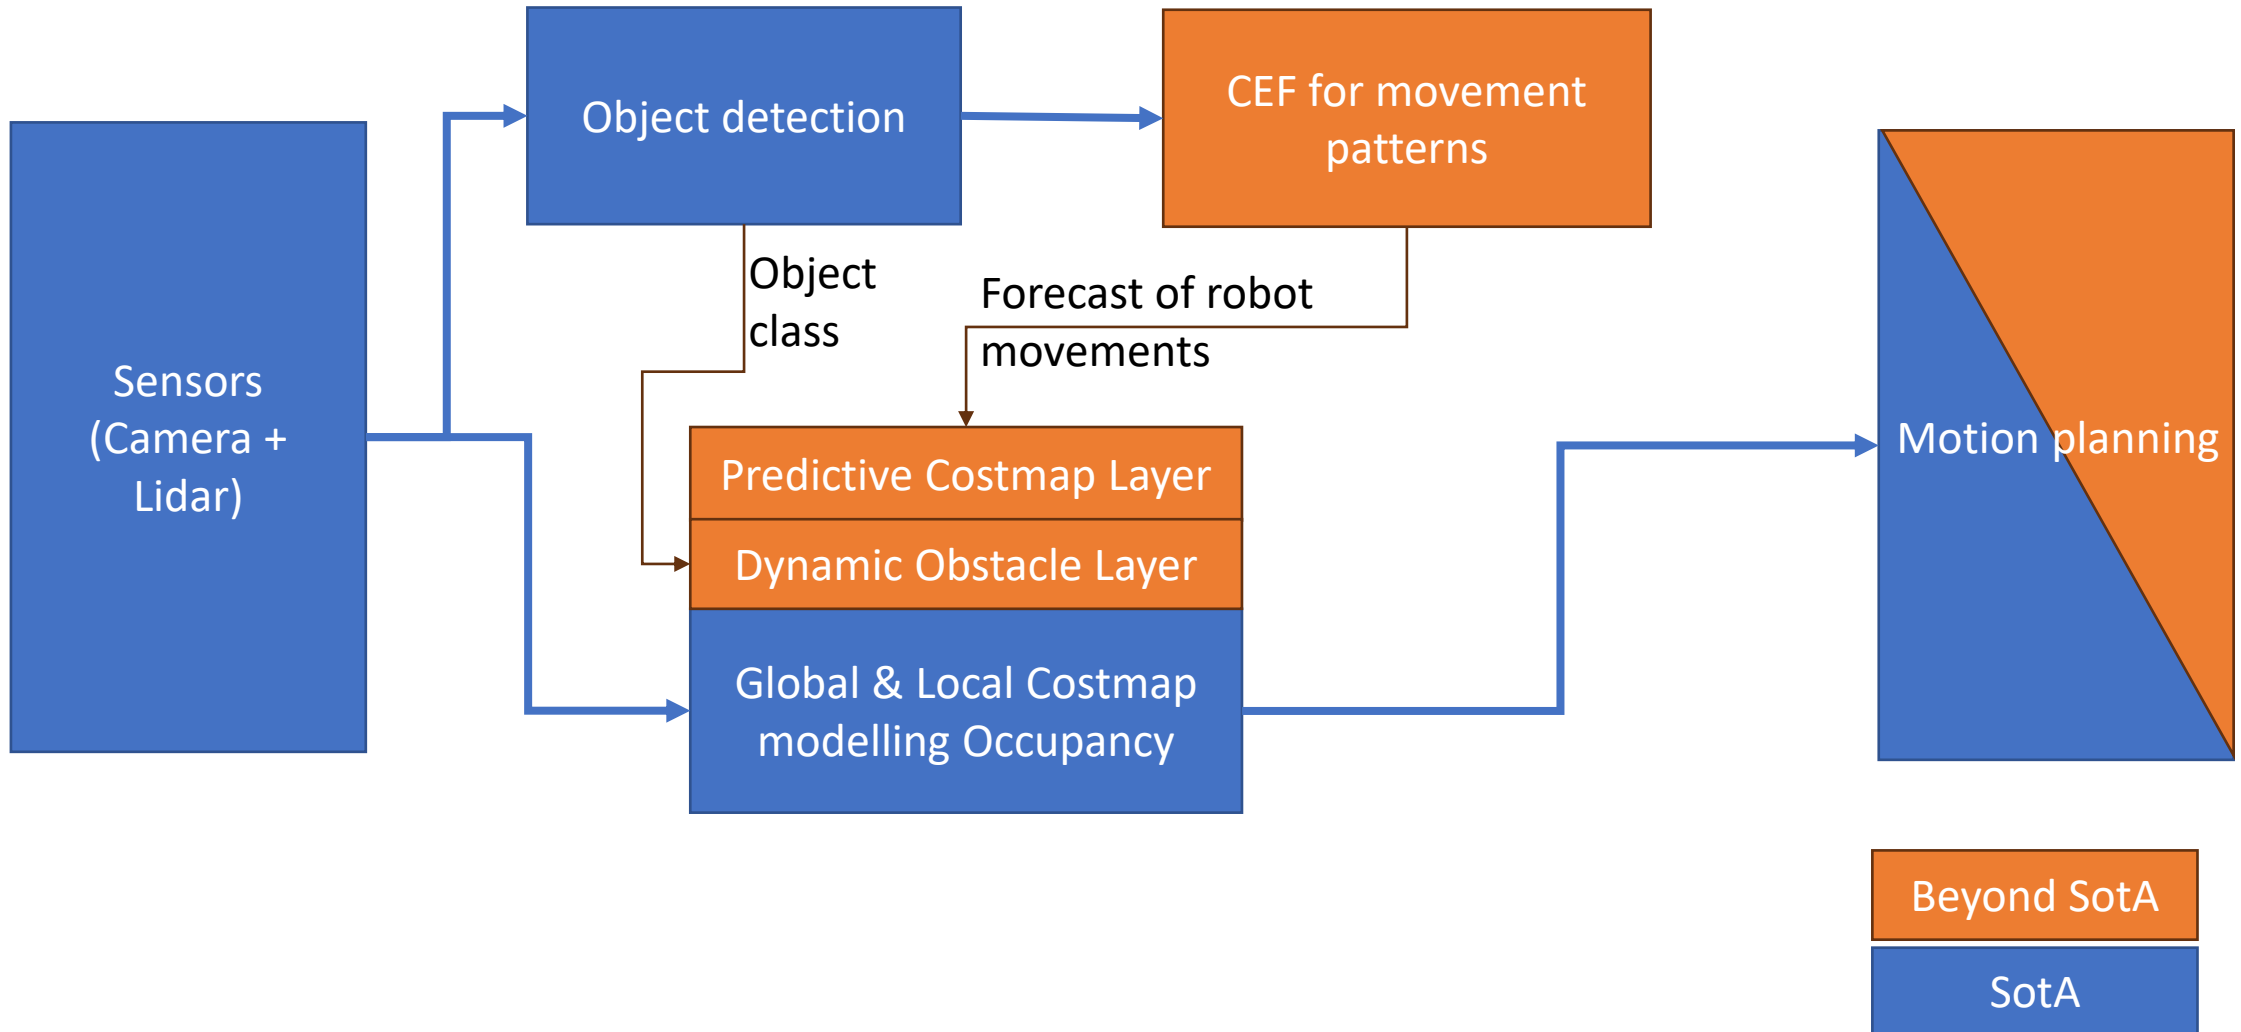 Object detection
CEF for movement
patterns
Sensors
(Camera +
Lidar)
Object
class
Forecast of robot
movements
Predictive Costmap Layer
Dynamic Obstacle Layer
Global & Local Costmap
modelling Occupancy
Motion planning
Beyond SotA
SotA